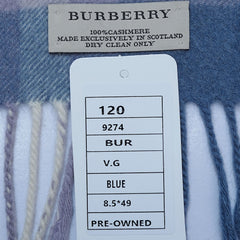 BURBERRY
100%CASHMERE
MADE EXCLUSIVELY IN SCOTLAND
DRY CLEAN ONLY
120
9274
BUR
V.G
BLUE
8.5*49
PRE-OWNED